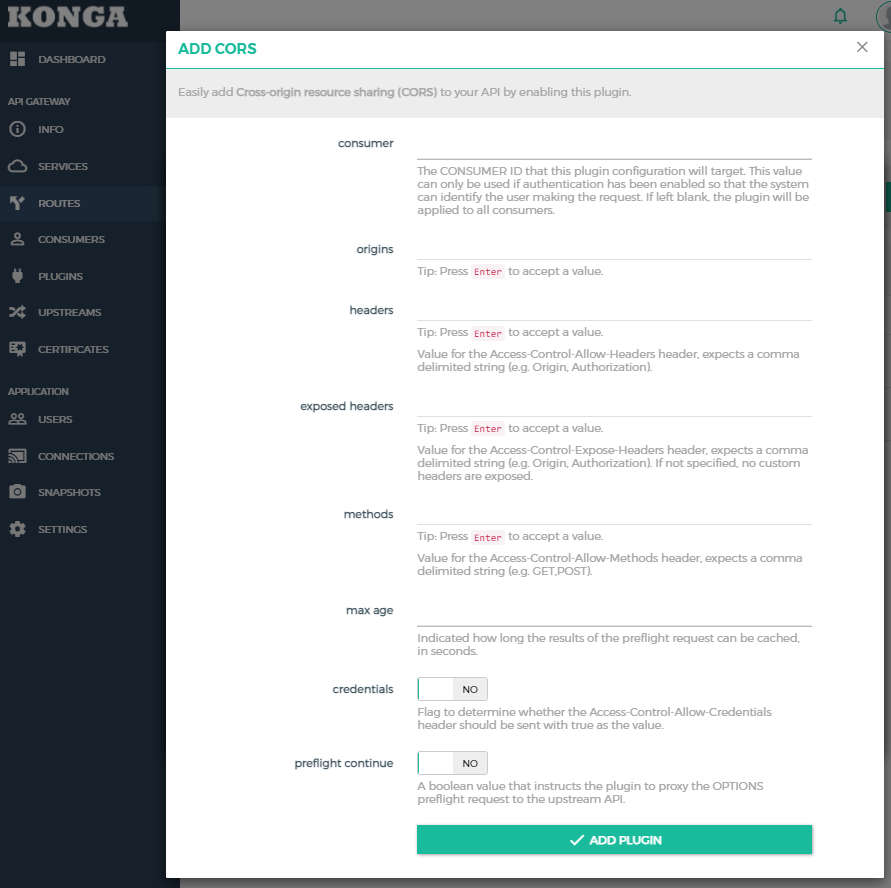 KONGA
DASHBOARD
API GATEWAY
INFO
SERVICES
ROUTES
CONSUMERS
PLUGINS
UPSTREAMS
CERTIFICATES
APPLICATION
USERS
CONNECTIONS
SNAPSHOTS
SETTINGS
ADD CORS
Easily add Cross-origin resource sharing (CORS) to your API by enabling this plugin.
consumer
The CONSUMER ID that this plugin configuration will target. This value
can only be used if authentication has been enabled so that the system
can identify the user making the request. If left blank, the plugin will be
applied to all consumers.
origins
Tip: Press Enter to accept a value.
headers
Tip: Press Enter to accept a value.
Value for the Access-Control-Allow-Headers header, expects a comma
delimited string (e.g. Origin, Authorization).
exposed headers
Tip: Press Enter to accept a value.
Value for the Access-Control-Expose-Headers header, expects a comma
delimited string (e.g. Origin, Authorization). If not specified, no custom
headers are exposed.
methods
Tip: Press Enter to accept a value.
Value for the Access-Control-Allow-Methods header, expects a comma
delimited string (e.g. GET,POST).
max age
Indicated how long the results of the preflight request can be cached,
in seconds.
credentials
NO
Flag to determine whether the Access-Control-Allow-Credentials
header should be sent with true as the value.
preflight continue
NO
A boolean value that instructs the plugin to proxy the OPTIONS
preflight request to the upstream API.
ADD PLUGIN